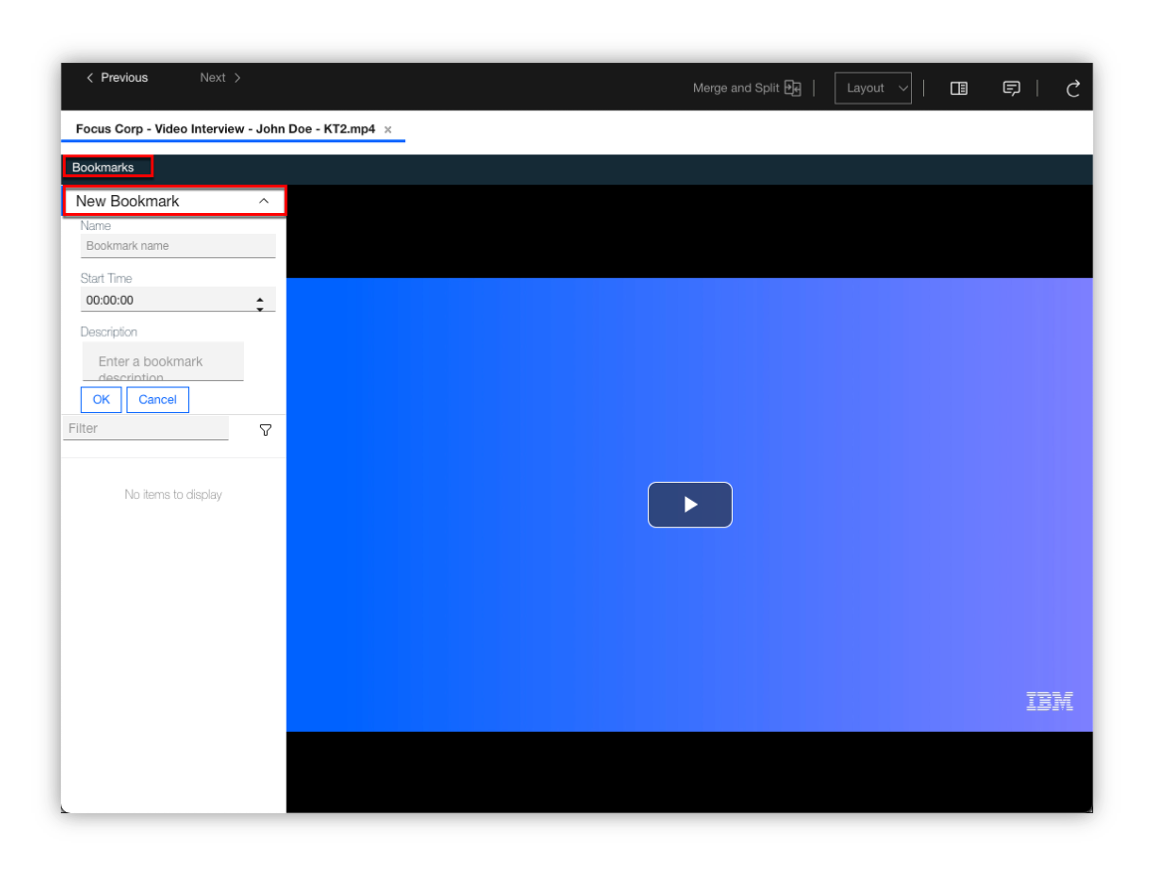 Previous Next
Merge and Split Layout
Focus Corp - Video Interview - John Doe - KT2.mp4 ×
Bookmarks
New Bookmark
Name
Bookmark name
Start Time
00:00:00
Description
Enter a bookmark
description
OK Cancel
Filter
No items to display
IBM